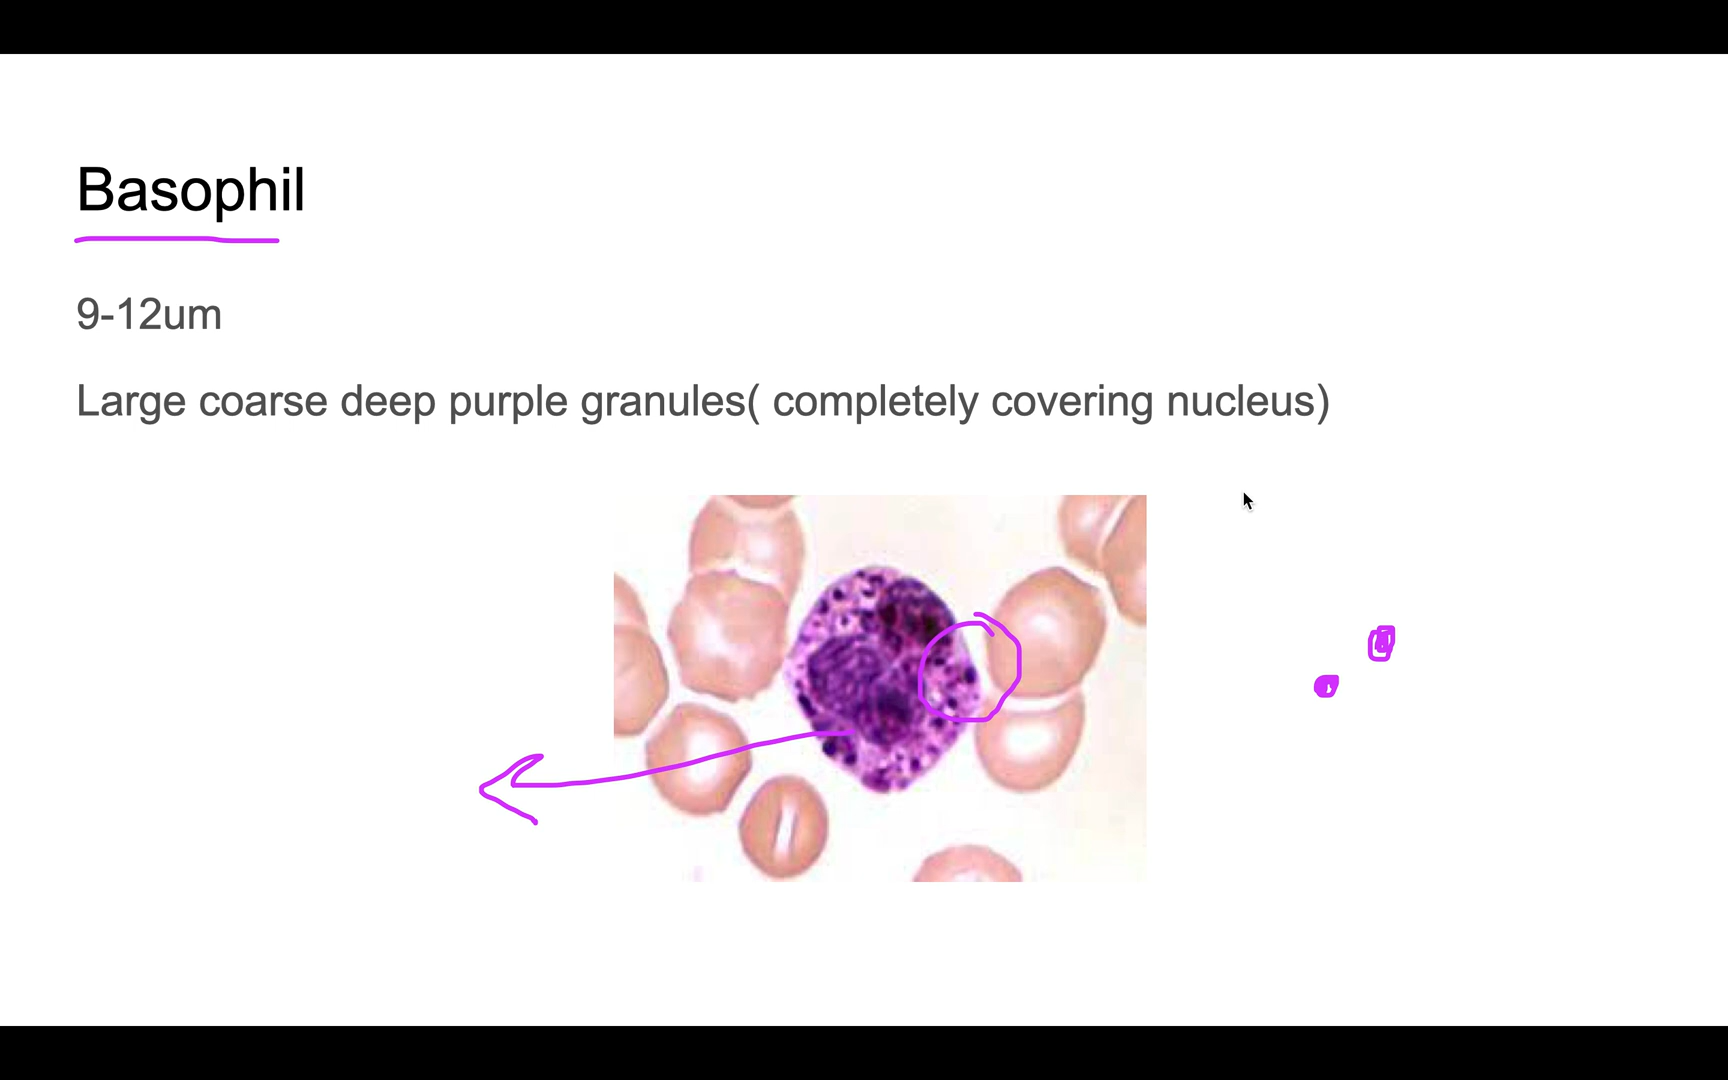 Basophil
9-12um
Large coarse deep purple granules( completely covering nucleus)